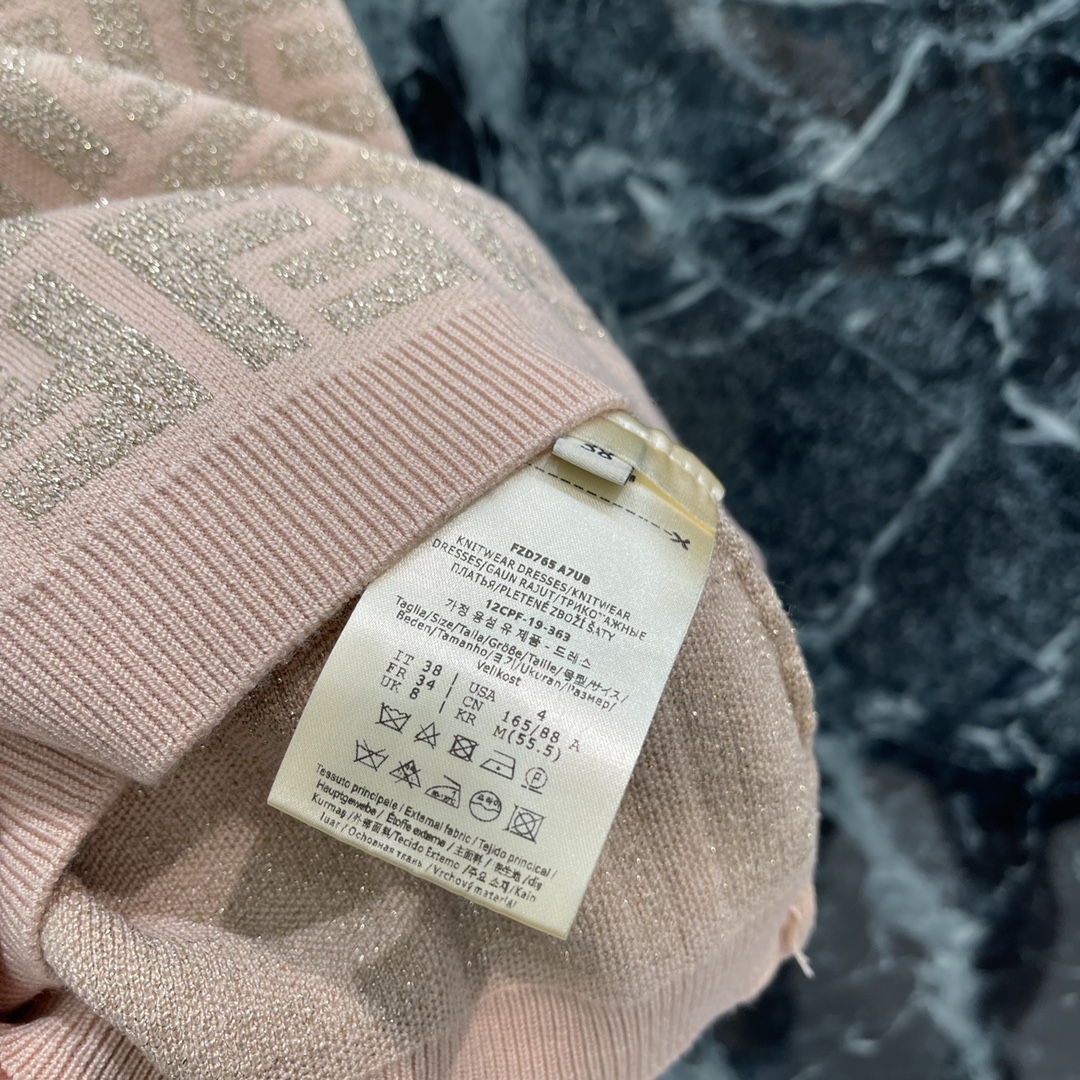 38
FZD765 A7UB
KNITWEAR DRESSES/KNITWEAR
DRESSES/GAUN RAJUT/ТРИКОТАЖНЫЕ
ПЛАТЬЯ/PLETENÉ ZBOŽÍ ŠATY
12CPF-19-363
가정 용 섬 유 제품 - 드레스
Taglia/Size/Talla/Größe/Taille/號型/サイズ/
Beden/Tamanho/크기/Ukuran/Размер/
Velikost
IT 38 | USA 4
FR 34 | CN 165/88 A
UK 8 | KR M(55.5)
P
Tessuto principale / External fabric / Tejido principal /
Hauptgewebe / Étoffe externe / 主面料 / 表生地 /dış
Kurmaş /外層面料/Tecido Externo /주요 소재/Kain
luar / Основная ткань / Vrchový materiál